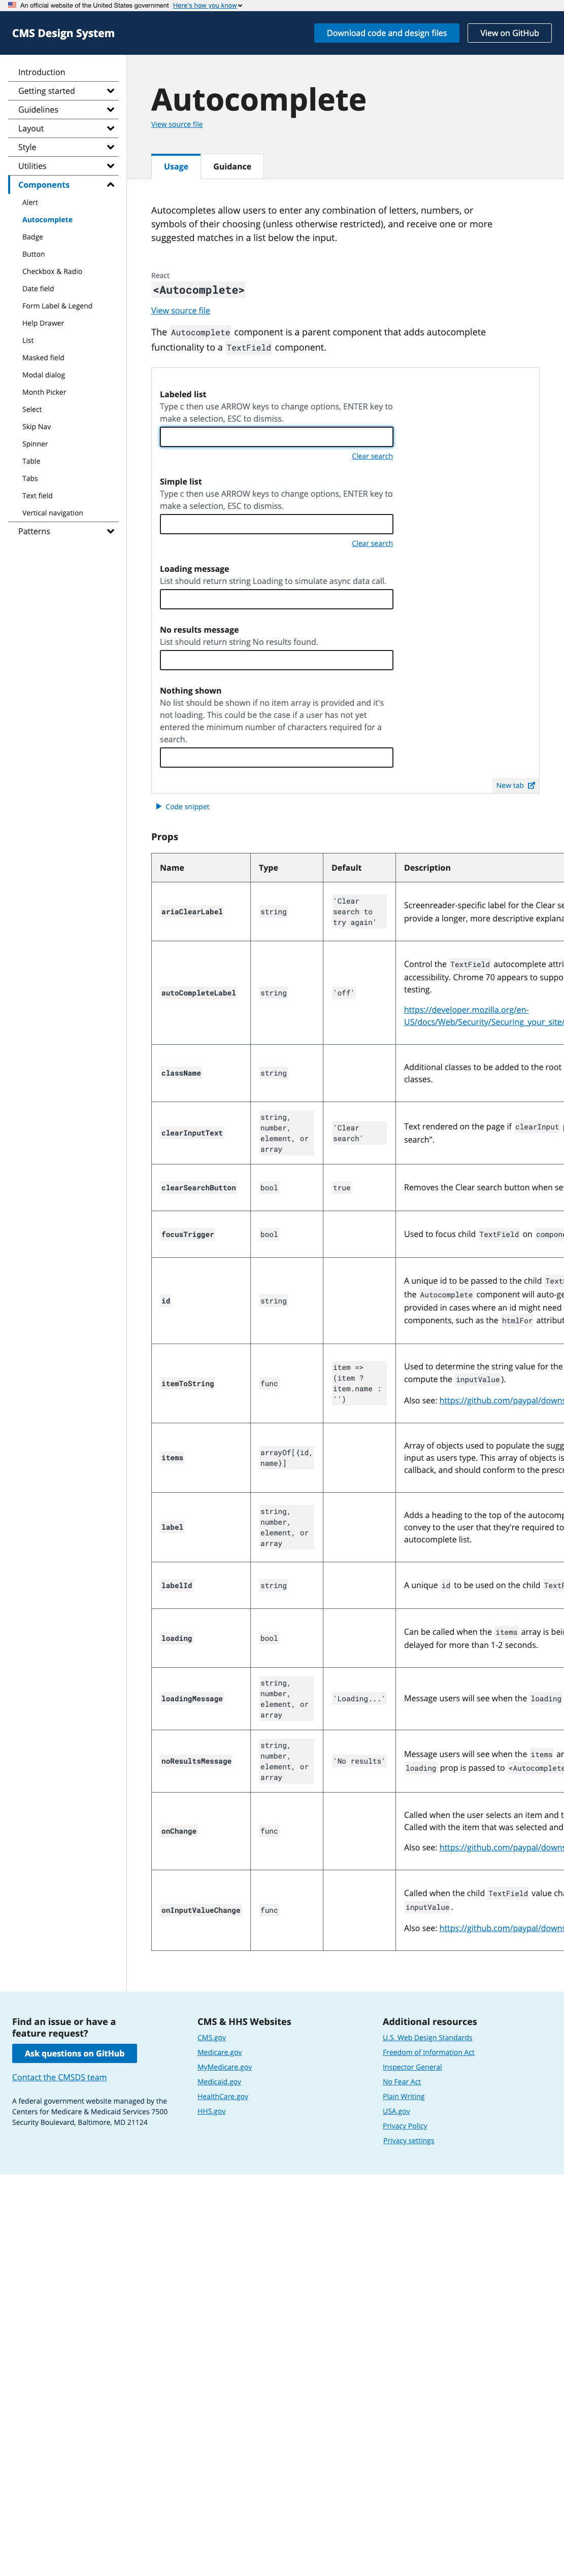 An official website of the United States government Here's how you know
CMS Design System
Download code and design files
View on GitHub
Introduction
Getting started
Guidelines
Layout
Style
Utilities
Components
Alert
Autocomplete
Badge
Button
Checkbox & Radio
Date field
Form Label & Legend
Help Drawer
List
Masked field
Modal dialog
Month Picker
Select
Skip Nav
Spinner
Table
Tabs
Text field
Vertical navigation
Patterns
Autocomplete
View source file
Usage
Guidance
Autocompletes allow users to enter any combination of letters, numbers, or
symbols of their choosing (unless otherwise restricted), and receive one or more
suggested matches in a list below the input.
React
<Autocomplete>
View source file
The Autocomplete component is a parent component that adds autocomplete
functionality to a TextField component.
Labeled list
Type c then use ARROW keys to change options, ENTER key to
make a selection, ESC to dismiss.
Clear search
Simple list
Type c then use ARROW keys to change options, ENTER key to
make a selection, ESC to dismiss.
Clear search
Loading message
List should return string Loading to simulate async data call.
No results message
List should return string No results found.
Nothing shown
No list should be shown if no item array is provided and it's
not loading. This could be the case if a user has not yet
entered the minimum number of characters required for a
search.
New tab
Code snippet
Props
Name Type Default Description
ariaClearLabel
string
'Clear
search to
try again'
Screenreader-specific label for the Clear se
provide a longer, more descriptive explana
autoCompleteLabel
string
'off'
Control the TextField autocomplete attri
accessibility. Chrome 70 appears to suppo
testing.
https://developer.mozilla.org/en-
US/docs/Web/Security/Securing_your_site/
className
string
Additional classes to be added to the root
classes.
clearInputText
string,
number,
element, or
array
'Clear
search'
Text rendered on the page if clearInput
search".
clearSearchButton
bool
true
Removes the Clear search button when se
focusTrigger
bool
Used to focus child TextField on compone
id
string
A unique id to be passed to the child Text
the Autocomplete component will auto-ge
provided in cases where an id might need
components, such as the htmlFor attribut
itemToString
func
item =>
(item ?
item.name :
'')
Used to determine the string value for the
compute the inputValue).
Also see: https://github.com/paypal/downs
items
arrayOf[{id,
name}]
Array of objects used to populate the sugg
input as users type. This array of objects is
callback, and should conform to the prescr
label
string,
number,
element, or
array
Adds a heading to the top of the autocomp
convey to the user that they're required to
autocomplete list.
labelId
string
A unique id to be used on the child TextF
loading
bool
Can be called when the items array is bein
delayed for more than 1-2 seconds.
loadingMessage
string,
number,
element, or
array
'Loading...'
Message users will see when the loading
noResultsMessage
string,
number,
element, or
array
'No results'
Message users will see when the items ar
loading prop is passed to <Autocomplete
onChange
func
Called when the user selects an item and t
Called with the item that was selected and
Also see: https://github.com/paypal/downs
onInputValueChange
func
Called when the child TextField value cha
inputValue.
Also see: https://github.com/paypal/downs
Find an issue or have a
feature request?
Ask questions on GitHub
Contact the CMSDS team
A federal government website managed by the
Centers for Medicare & Medicaid Services 7500
Security Boulevard, Baltimore, MD 21124
CMS & HHS Websites
CMS.gov
Medicare.gov
MyMedicare.gov
Medicaid.gov
HealthCare.gov
HHS.gov
Additional resources
U.S. Web Design Standards
Freedom of Information Act
Inspector General
No Fear Act
Plain Writing
USA.gov
Privacy Policy
Privacy settings